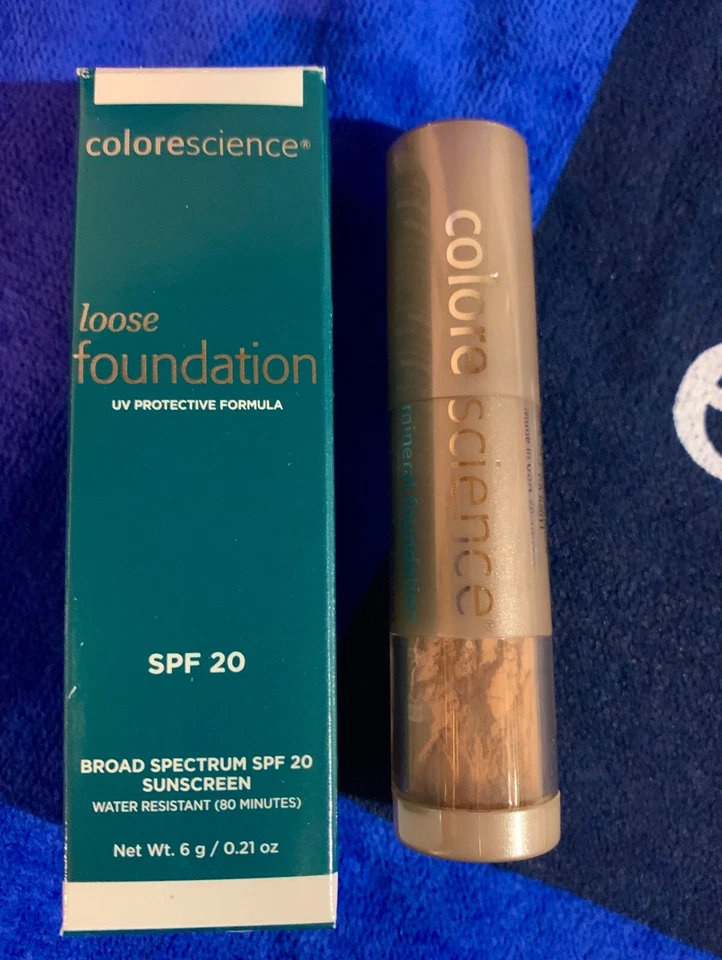 colorescience®
loose
foundation
UV PROTECTIVE FORMULA
SPF 20
BROAD SPECTRUM SPF 20
SUNSCREEN
WATER RESISTANT (80 MINUTES)
Net Wt. 6 g / 0.21 oz
colorescience®
mineral foundation